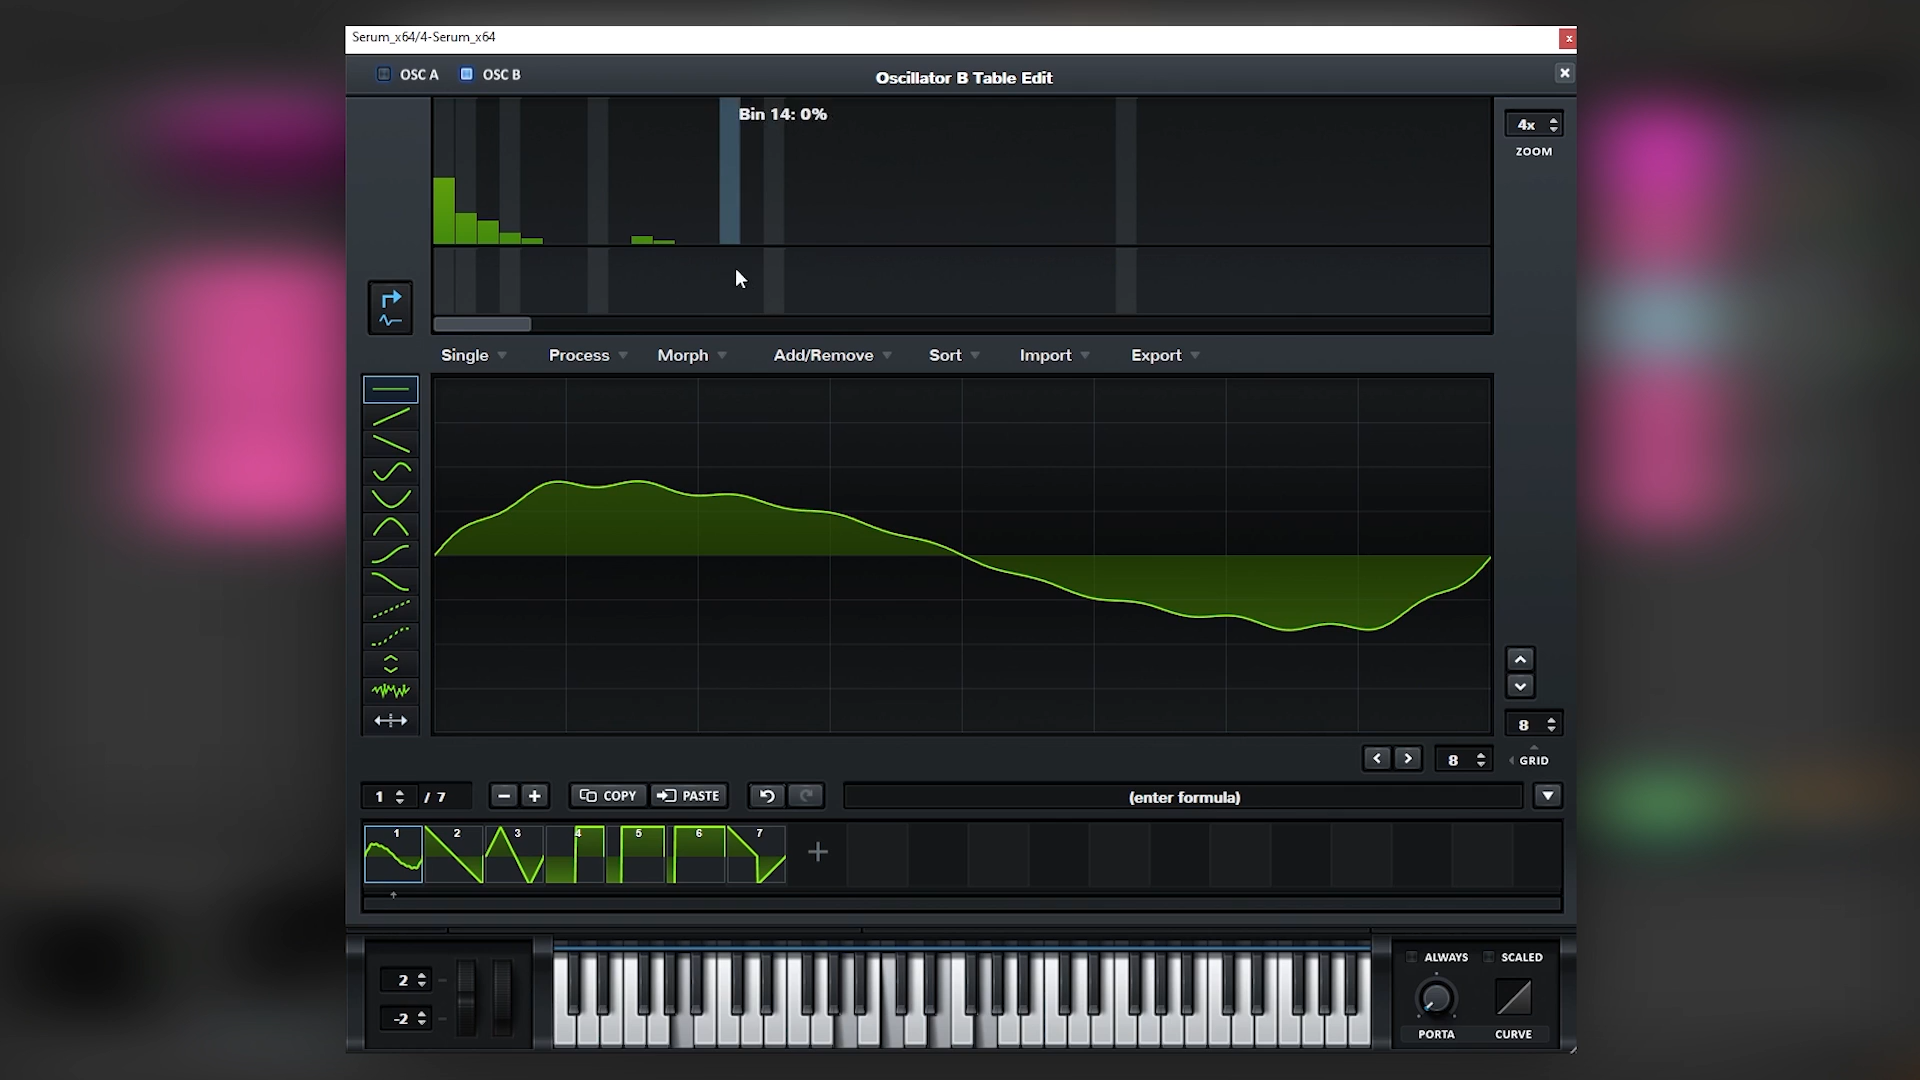 Serum_x64/4-Serum_x64
x
OSC A OSC B
Oscillator B Table Edit
Bin 14: 0%
4x
ZOOM
Single Process Morph Add/Remove Sort Import Export
8
8 GRID
1 / 7
COPY PASTE
(enter formula)
1 2 3 4 5 6 7
ALWAYS SCALED
2
-2
PORTA CURVE